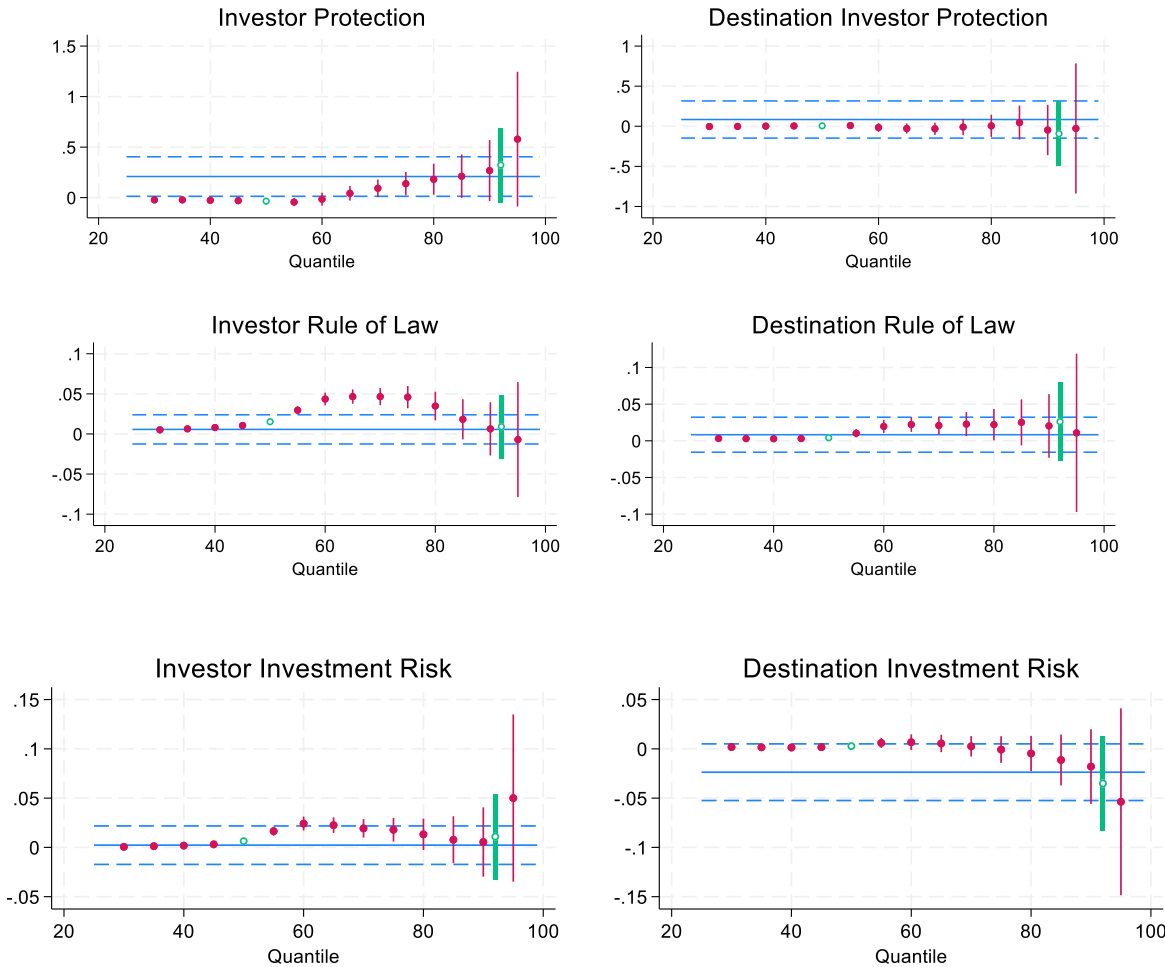 Investor Protection
1.5
1
.5
0
20 40 60 80 100
Quantile
Destination Investor Protection
1
.5
0
-.5
-1
20 40 60 80 100
Quantile
Investor Rule of Law
.1
.05
0
-.05
-.1
20 40 60 80 100
Quantile
Destination Rule of Law
.1
.05
0
-.05
-.1
20 40 60 80 100
Quantile
Investor Investment Risk
.15
.1
.05
0
-.05
20 40 60 80 100
Quantile
Destination Investment Risk
.05
0
-.05
-.1
-.15
20 40 60 80 100
Quantile